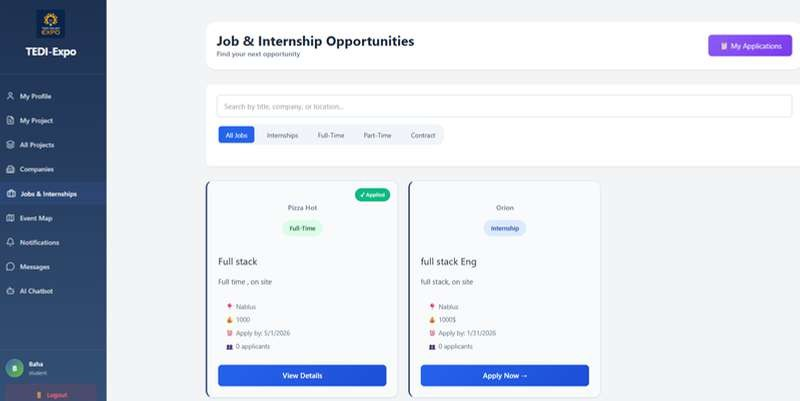 TEDI-Expo
My Profile
My Project
All Projects
Companies
Jobs & Internships
Event Map
Notifications
Messages
AI Chatbot
B
Baha
student
Logout
Job & Internship Opportunities
Find your next opportunity
My Applications
Search by title, company, or location...
All Jobs
Internships
Full-Time
Part-Time
Contract
✓ Applied
Pizza Hot
Full-Time
Full stack
Full time , on site
Nablus
1000
Apply by: 5/1/2026
0 applicants
View Details
Orion
Internship
full stack Eng
full stack, on site
Nablus
1000$
Apply by: 1/31/2026
0 applicants
Apply Now →